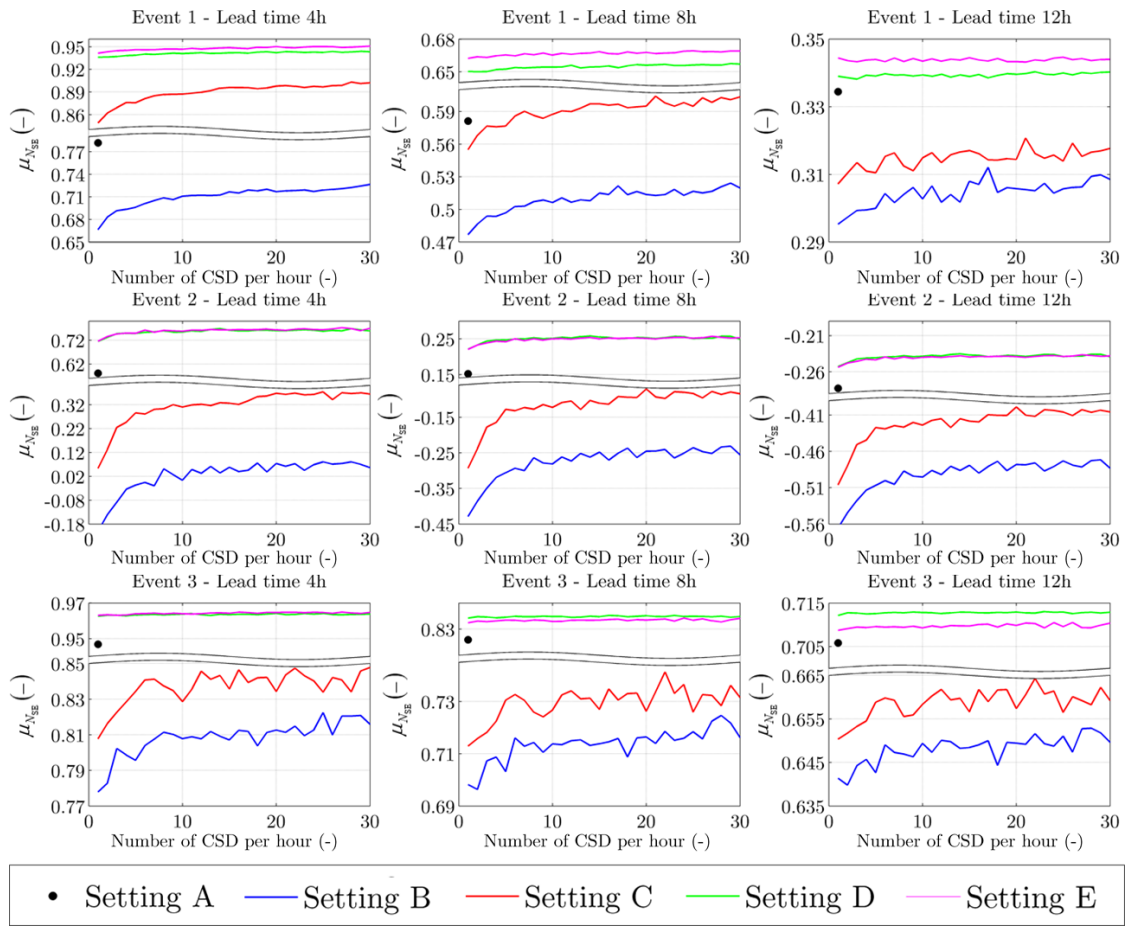 Event 1 - Lead time 4h
0.95
0.92
0.89
0.86
0.77
0.74
0.71
0.68
0.65
0 10 20 30
μ_NSE (−)
Number of CSD per hour (-)
Event 1 - Lead time 8h
0.68
0.65
0.59
0.56
0.53
0.5
0.47
0 10 20 30
μ_NSE (−)
Number of CSD per hour (-)
Event 1 - Lead time 12h
0.35
0.33
0.31
0.29
0 10 20 30
μ_NSE (−)
Number of CSD per hour (-)
Event 2 - Lead time 4h
0.72
0.62
0.32
0.22
0.12
0.02
-0.08
-0.18
0 10 20 30
μ_NSE (−)
Number of CSD per hour (-)
Event 2 - Lead time 8h
0.25
0.15
-0.15
-0.25
-0.35
-0.45
0 10 20 30
μ_NSE (−)
Number of CSD per hour (-)
Event 2 - Lead time 12h
-0.21
-0.26
-0.41
-0.46
-0.51
-0.56
0 10 20 30
μ_NSE (−)
Number of CSD per hour (-)
Event 3 - Lead time 4h
0.97
0.95
0.85
0.83
0.81
0.79
0.77
0 10 20 30
μ_NSE (−)
Number of CSD per hour (-)
Event 3 - Lead time 8h
0.83
0.73
0.71
0.69
0 10 20 30
μ_NSE (−)
Number of CSD per hour (-)
Event 3 - Lead time 12h
0.715
0.705
0.665
0.655
0.645
0.635
0 10 20 30
μ_NSE (−)
Number of CSD per hour (-)
Setting A Setting B Setting C Setting D Setting E